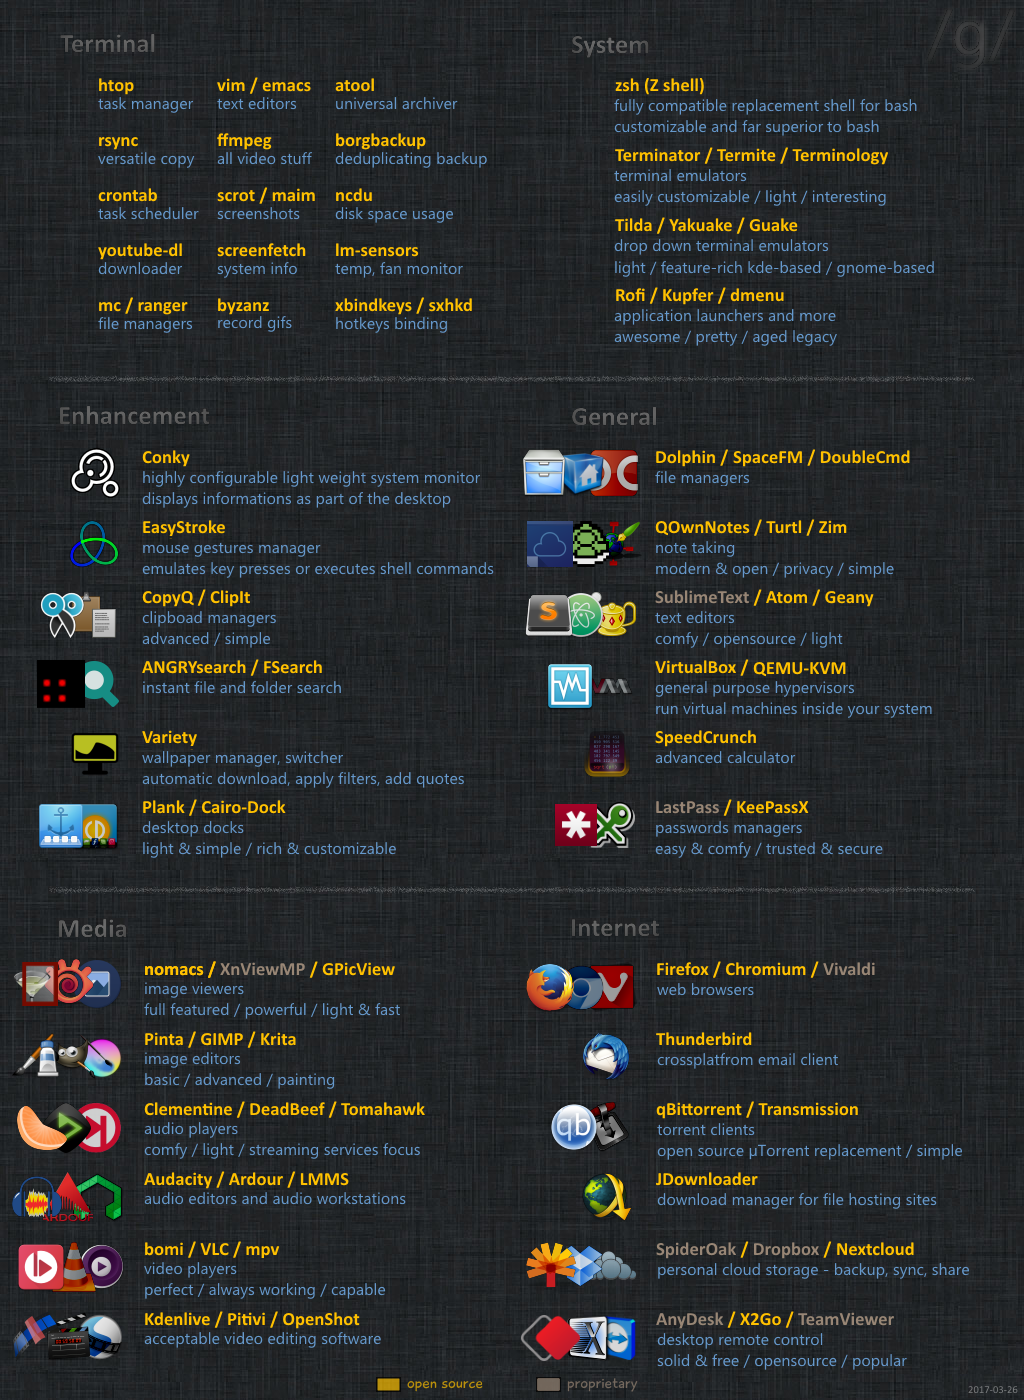 /g/
Terminal
htop
task manager
vim / emacs
text editors
atool
universal archiver
rsync
versatile copy
ffmpeg
all video stuff
borgbackup
deduplicating backup
crontab
task scheduler
scrot / maim
screenshots
ncdu
disk space usage
youtube-dl
downloader
screenfetch
system info
lm-sensors
temp, fan monitor
mc / ranger
file managers
byzanz
record gifs
xbindkeys / sxhkd
hotkeys binding
System
zsh (Z shell)
fully compatible replacement shell for bash
customizable and far superior to bash
Terminator / Termite / Terminology
terminal emulators
easily customizable / light / interesting
Tilda / Yakuake / Guake
drop down terminal emulators
light / feature-rich kde-based / gnome-based
Rofi / Kupfer / dmenu
application launchers and more
awesome / pretty / aged legacy
Enhancement
Conky
highly configurable light weight system monitor
displays informations as part of the desktop
EasyStroke
mouse gestures manager
emulates key presses or executes shell commands
CopyQ / ClipIt
clipboad managers
advanced / simple
ANGRYsearch / FSearch
instant file and folder search
Variety
wallpaper manager, switcher
automatic download, apply filters, add quotes
Plank / Cairo-Dock
desktop docks
light & simple / rich & customizable
General
Dolphin / SpaceFM / DoubleCmd
file managers
QOwnNotes / Turtl / Zim
note taking
modern & open / privacy / simple
SublimeText / Atom / Geany
text editors
comfy / opensource / light
VirtualBox / QEMU-KVM
general purpose hypervisors
run virtual machines inside your system
SpeedCrunch
advanced calculator
LastPass / KeePassX
passwords managers
easy & comfy / trusted & secure
Media
nomacs / XnViewMP / GPicView
image viewers
full featured / powerful / light & fast
Pinta / GIMP / Krita
image editors
basic / advanced / painting
Clementine / DeadBeef / Tomahawk
audio players
comfy / light / streaming services focus
ARDOUR
Audacity / Ardour / LMMS
audio editors and audio workstations
bomi / VLC / mpv
video players
perfect / always working / capable
Kdenlive / Pitivi / OpenShot
acceptable video editing software
Internet
Firefox / Chromium / Vivaldi
web browsers
Thunderbird
crossplatfrom email client
qb
qBittorrent / Transmission
torrent clients
open source µTorrent replacement / simple
JDownloader
download manager for file hosting sites
SpiderOak / Dropbox / Nextcloud
personal cloud storage - backup, sync, share
AnyDesk / X2Go / TeamViewer
desktop remote control
solid & free / opensource / popular
open source
proprietary
2017-03-26